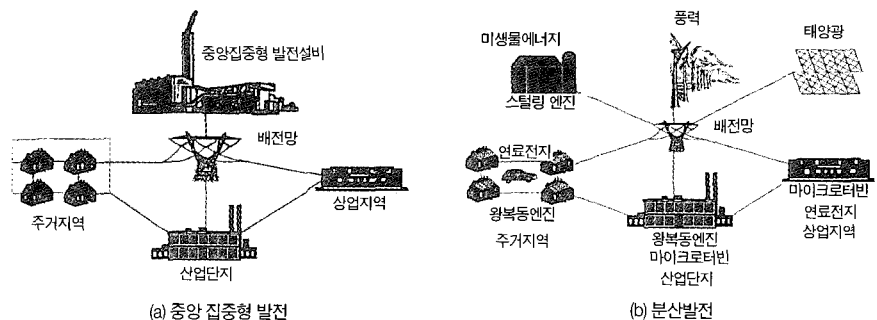 중앙집중형 발전설비
배전망
주거지역
상업지역
산업단지
(a) 중앙 집중형 발전
풍력
미생물에너지
태양광
스털링 엔진
배전망
연료전지
왕복동엔진
주거지역
마이크로터빈
연료전지
상업지역
왕복동엔진
마이크로터빈
산업단지
(b) 분산발전